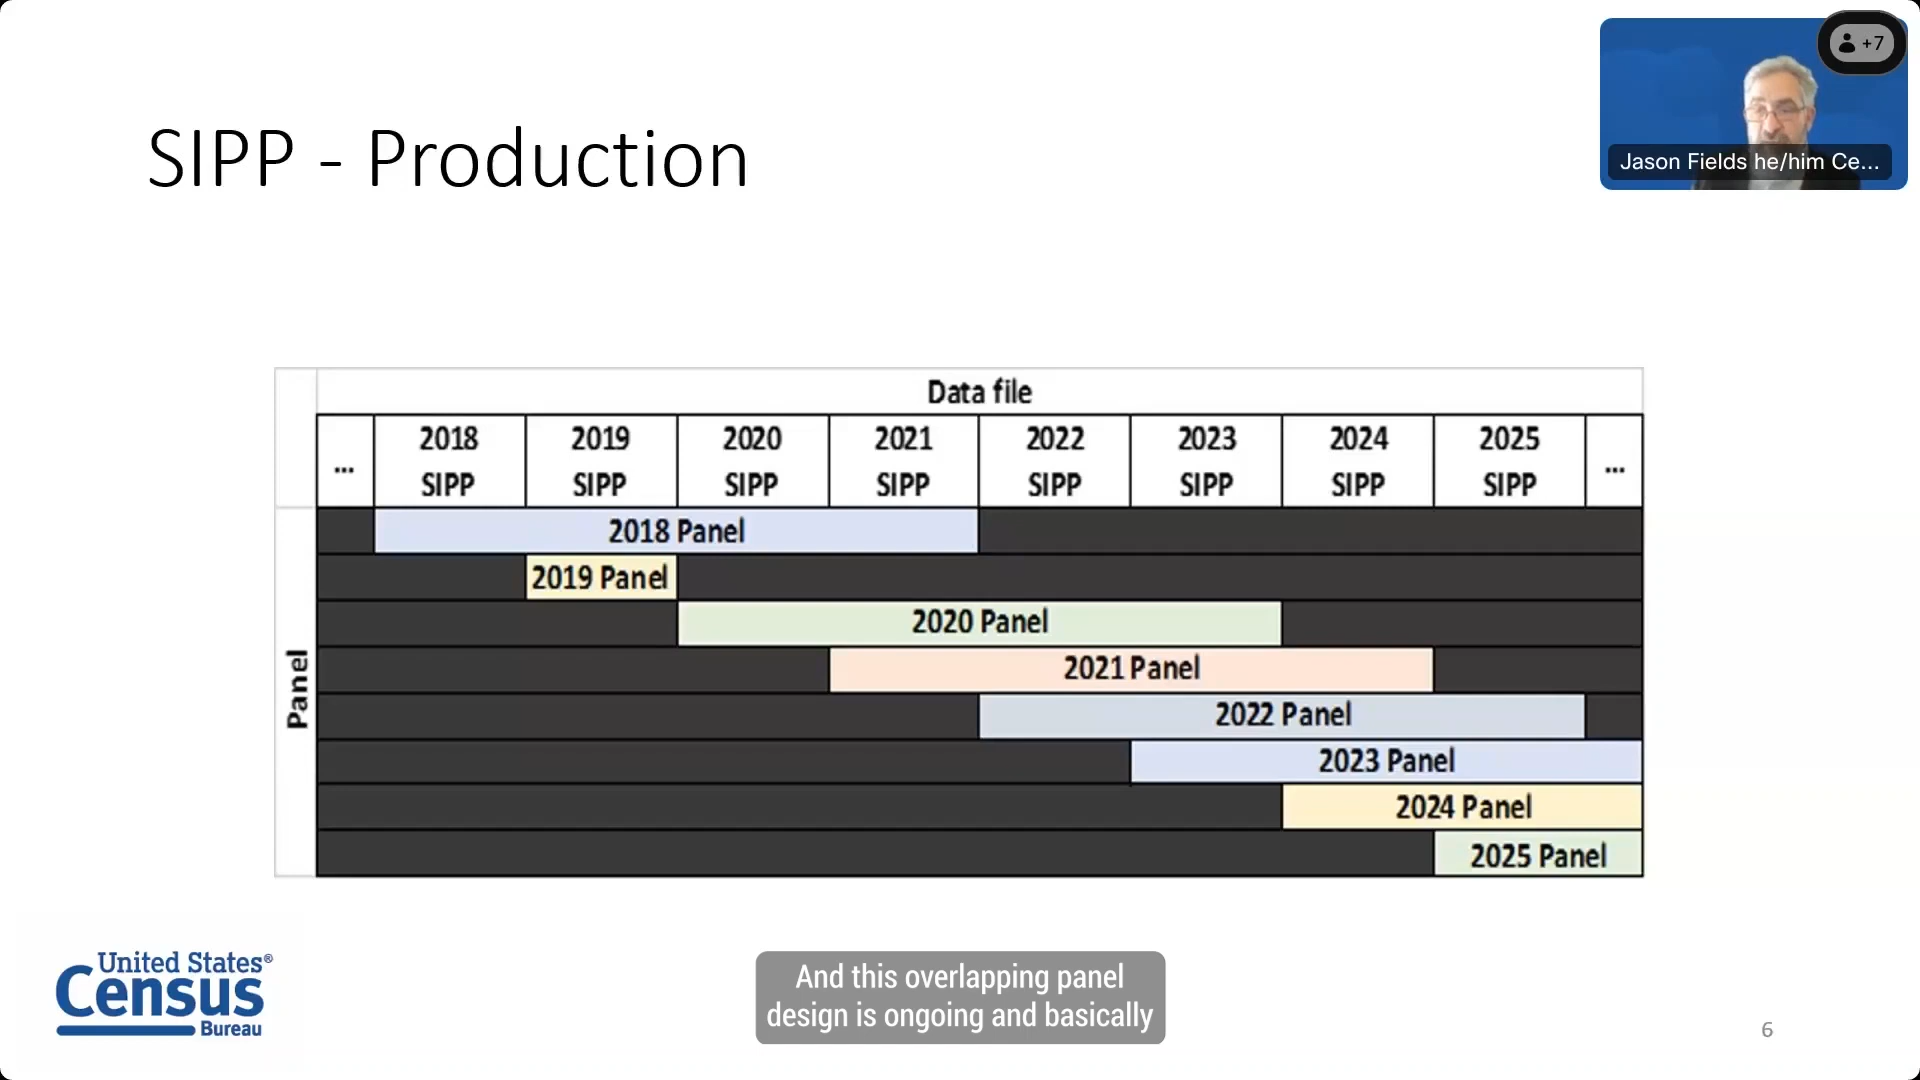 +7
Jason Fields he/him Ce...
SIPP - Production
Data file
...
2018
SIPP
2019
SIPP
2020
SIPP
2021
SIPP
2022
SIPP
2023
SIPP
2024
SIPP
2025
SIPP
...
Panel
2018 Panel
2019 Panel
2020 Panel
2021 Panel
2022 Panel
2023 Panel
2024 Panel
2025 Panel
United States®
Census
Bureau
And this overlapping panel
design is ongoing and basically
6